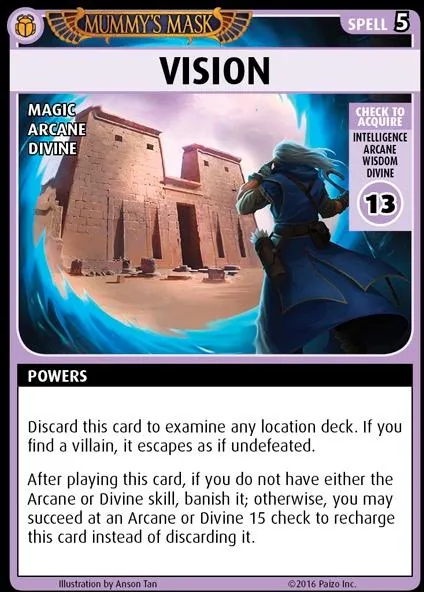 MUMMY'S MASK
SPELL 5
VISION
MAGIC
ARCANE
DIVINE
CHECK TO
ACQUIRE
INTELLIGENCE
ARCANE
WISDOM
DIVINE
13
POWERS
Discard this card to examine any location deck. If you
find a villain, it escapes as if undefeated.
After playing this card, if you do not have either the
Arcane or Divine skill, banish it; otherwise, you may
succeed at an Arcane or Divine 15 check to recharge
this card instead of discarding it.
Illustration by Anson Tan
©2016 Paizo Inc.